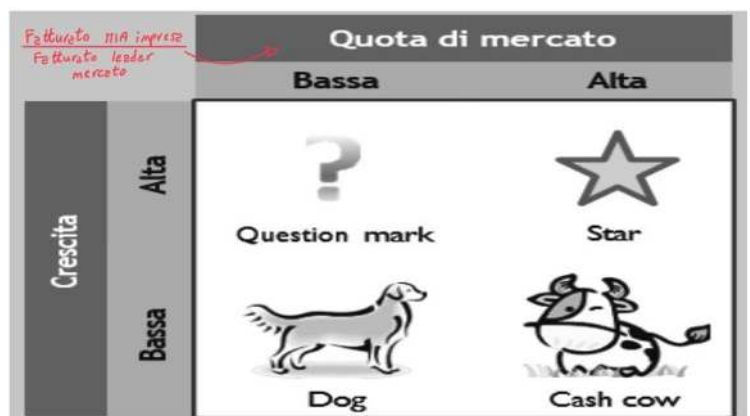 Fatturato MIA impresa
Fatturato leader
mercato
Quota di mercato
Bassa Alta
Crescita
Alta
?
Question mark Star
Bassa
Dog Cash cow